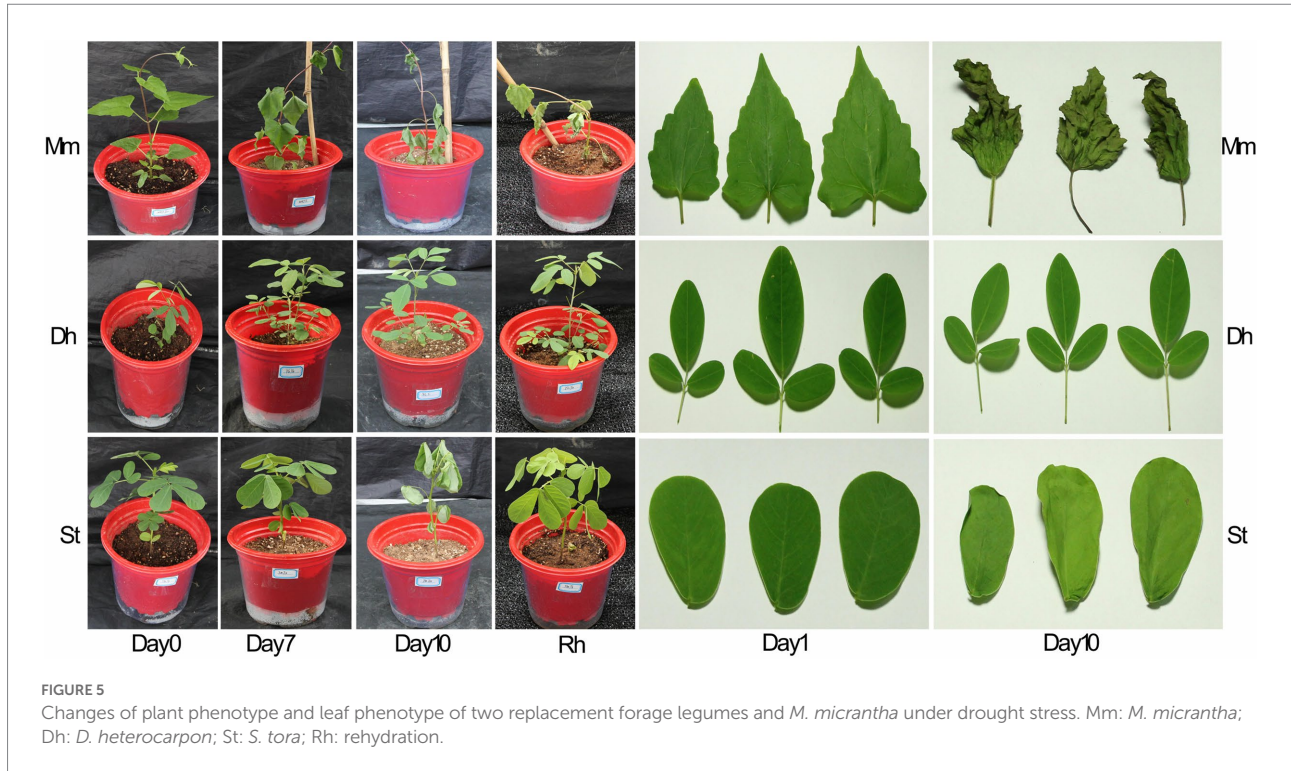 Mm
Mm
Dh
Dh
St
St
Day0 Day7 Day10 Rh Day1 Day10
FIGURE 5
Changes of plant phenotype and leaf phenotype of two replacement forage legumes and M. micrantha under drought stress. Mm: M. micrantha;
Dh: D. heterocarpon; St: S. tora; Rh: rehydration.